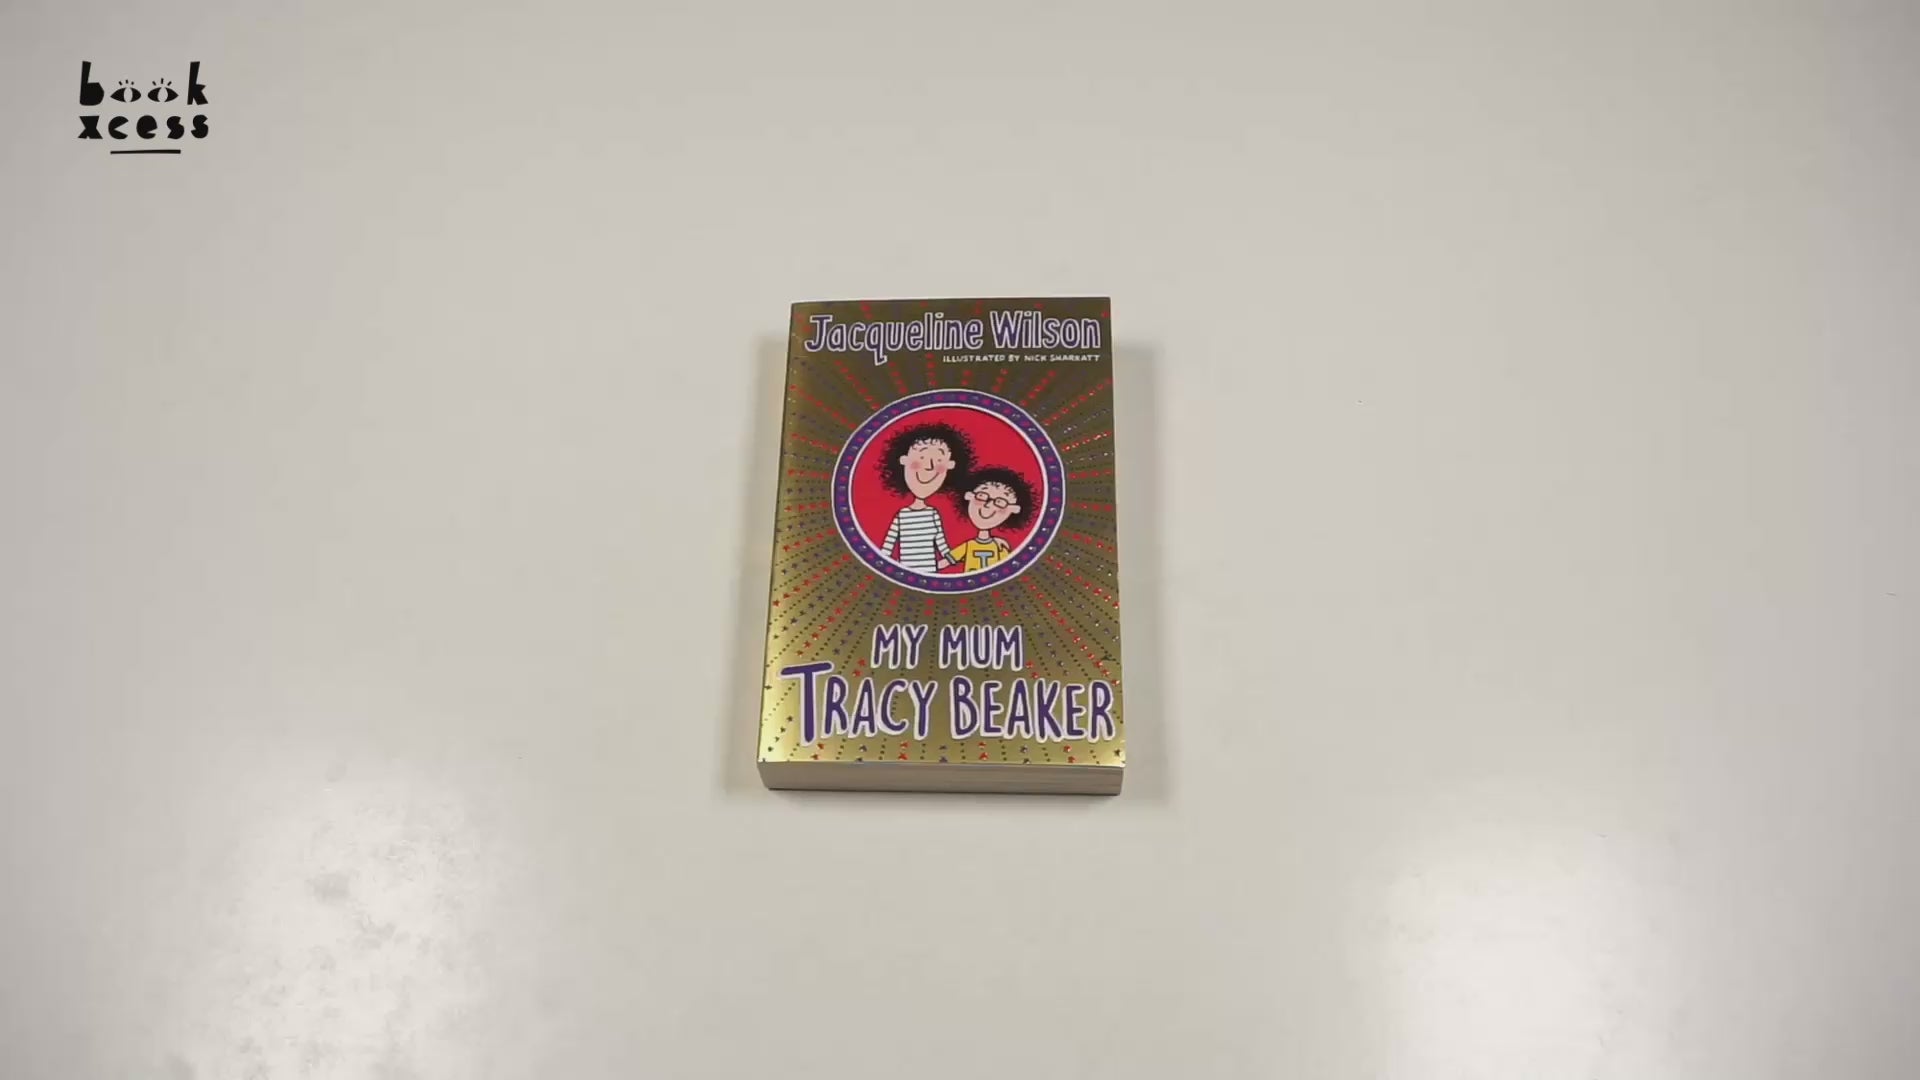 book
xcess
Jacqueline Wilson
ILLUSTRATED BY NICK SHARRATT
T
MY MUM
TRACY BEAKER